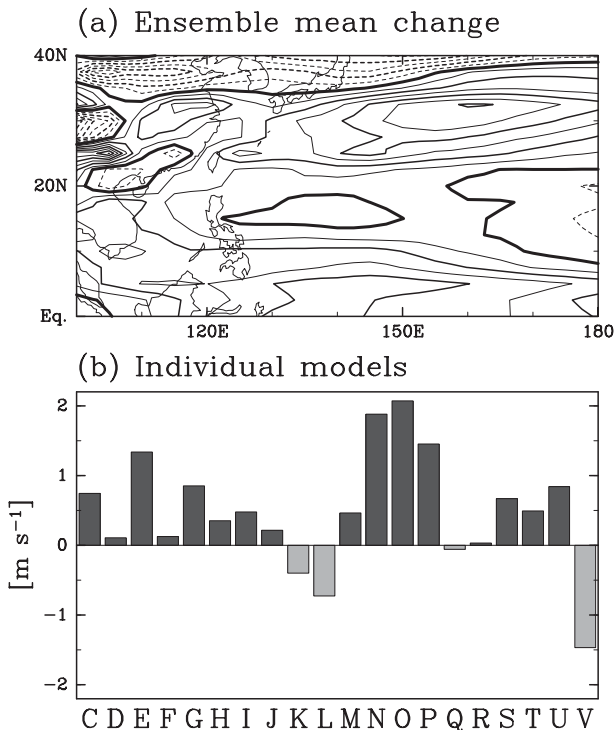 (a) Ensemble mean change
40N
20N
Eq.
120E 150E 180
(b) Individual models
2
1
0
−1
−2
[m s⁻¹]
C D E F G H I J K L M N O P Q R S T U V